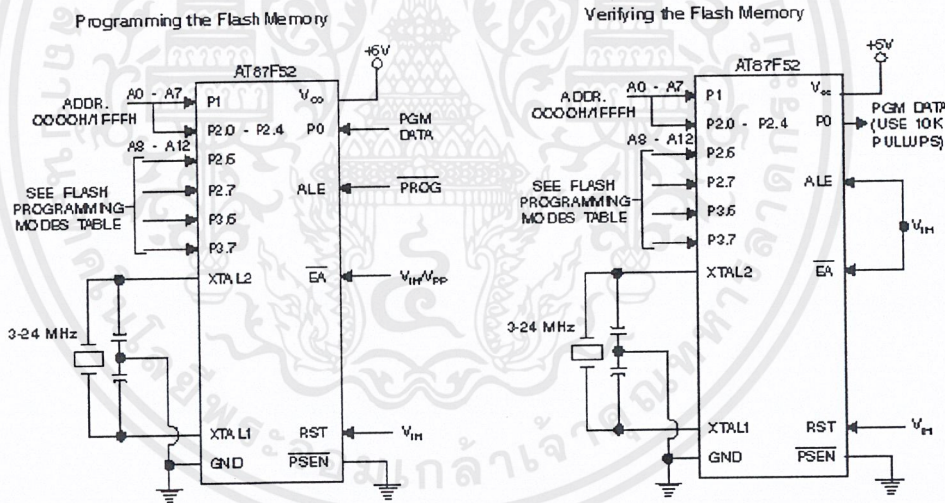 Programming the Flash Memory
+5V
AT87F52
A0 - A7
ADDR.
0000H/1FFFH
P1
VCC
P2.0 - P2.4
P0
PGM
DATA
A8 - A12
P2.6
SEE FLASH
PROGRAMMING
MODES TABLE
P2.7
ALE
PROG
P3.6
P3.7
XTAL2
EA
VIH/VPP
3-24 MHz
XTAL1
RST
VIH
GND
PSEN
Verifying the Flash Memory
+5V
AT87F52
A0 - A7
ADDR.
0000H/1FFFH
P1
VCC
P2.0 - P2.4
P0
PGM DATA
(USE 10K
PULLUPS)
A8 - A12
P2.6
SEE FLASH
PROGRAMMING
MODES TABLE
P2.7
ALE
P3.6
P3.7
VIH
XTAL2
EA
3-24 MHz
XTAL1
RST
VIH
GND
PSEN